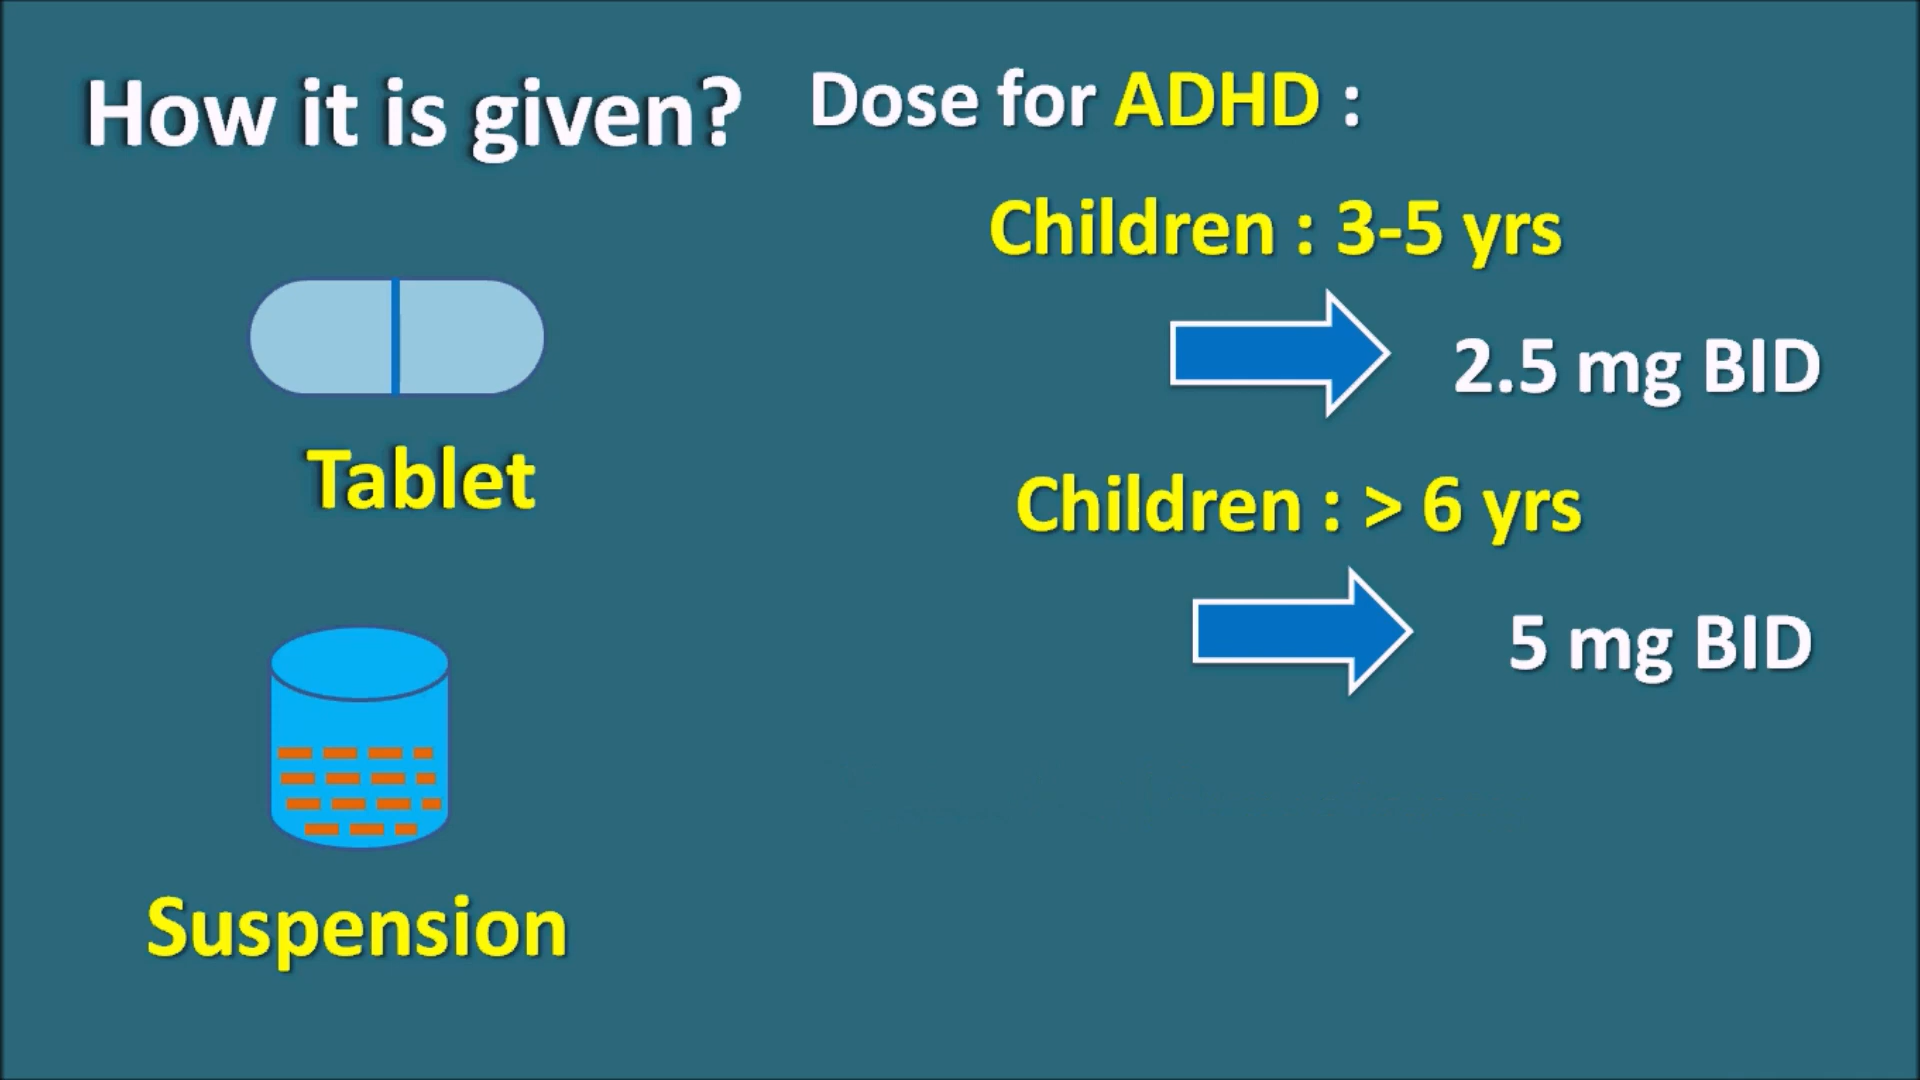 How it is given?
Tablet
Suspension
Dose for ADHD :
Children : 3-5 yrs
2.5 mg BID
Children : > 6 yrs
5 mg BID